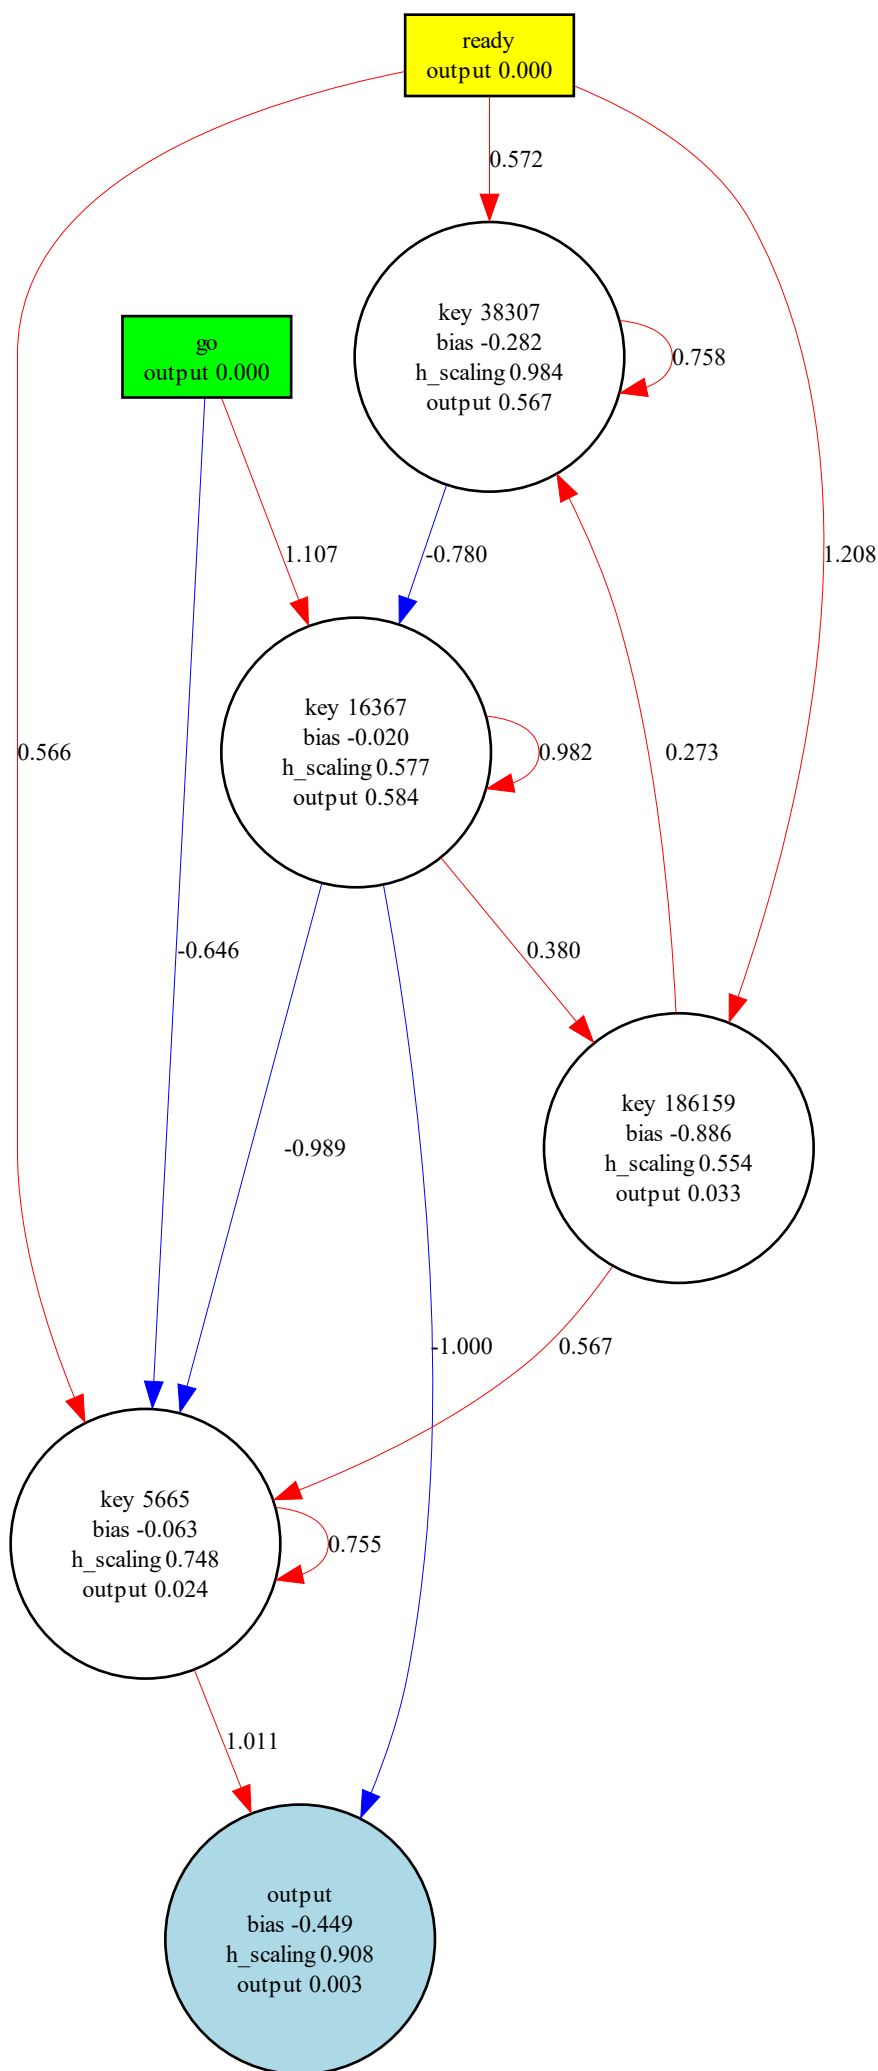 ready
output 0.000
0.572
go
output 0.000
key 38307
bias -0.282
h_scaling 0.984
output 0.567
0.758
1.107
-0.780
1.208
0.566
key 16367
bias -0.020
h_scaling 0.577
output 0.584
0.982
0.273
-0.646
0.380
key 186159
bias -0.886
h_scaling 0.554
output 0.033
-0.989
-1.000
0.567
key 5665
bias -0.063
h_scaling 0.748
output 0.024
0.755
1.011
output
bias -0.449
h_scaling 0.908
output 0.003